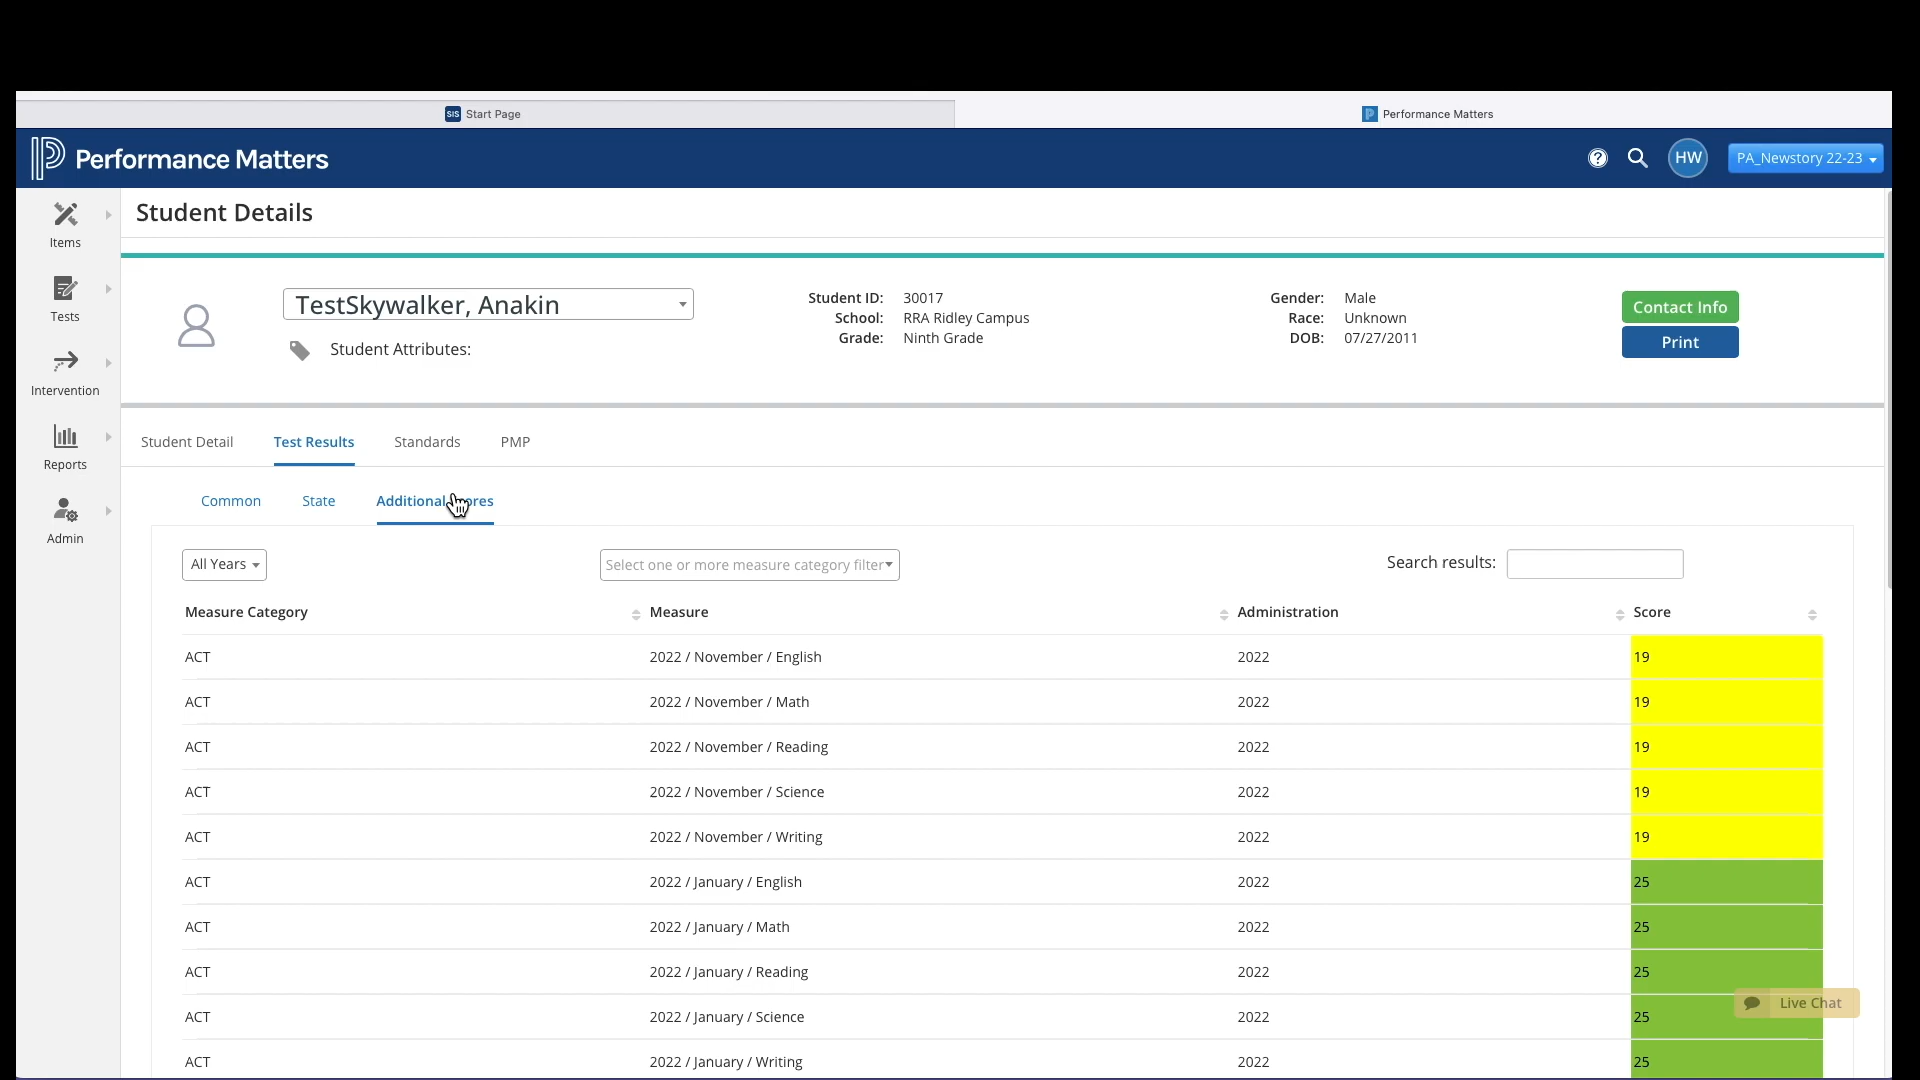 SIS Start Page
Performance Matters
Performance Matters
? HW PA_Newstory 22-23
Items
Tests
Intervention
Reports
Admin
Student Details
TestSkywalker, Anakin
Student Attributes:
Student ID: 30017
School: RRA Ridley Campus
Grade: Ninth Grade
Gender: Male
Race: Unknown
DOB: 07/27/2011
Contact Info
Print
Student Detail Test Results Standards PMP
Common State Additional
All Years Select one or more measure category filter Search results:
Measure Category Measure Administration Score
ACT 2022 / November / English 2022 19
ACT 2022 / November / Math 2022 19
ACT 2022 / November / Reading 2022 19
ACT 2022 / November / Science 2022 19
ACT 2022 / November / Writing 2022 19
ACT 2022 / January / English 2022 25
ACT 2022 / January / Math 2022 25
ACT 2022 / January / Reading 2022 25
ACT 2022 / January / Science 2022 25
ACT 2022 / January / Writing 2022 25
Live Chat